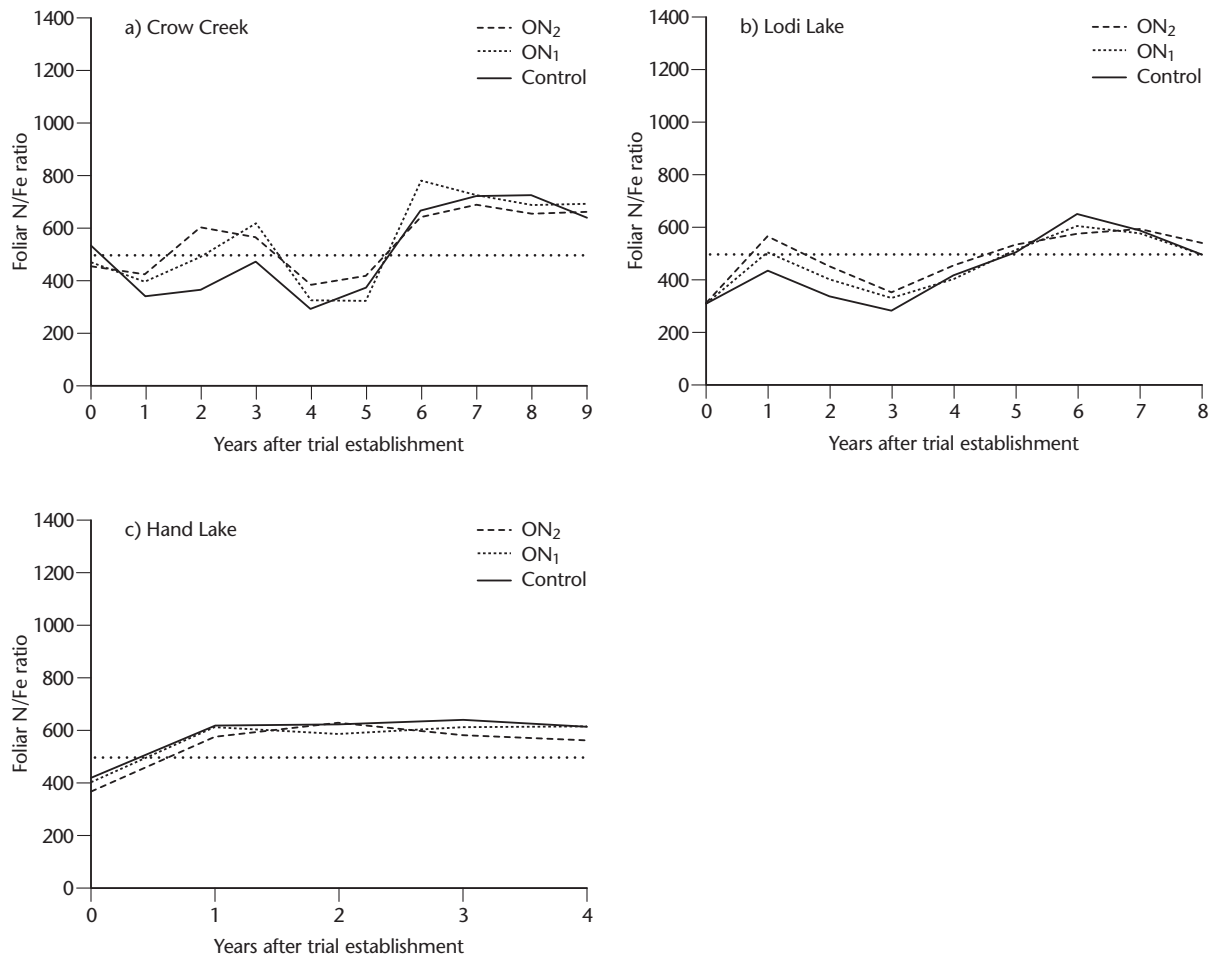 a) Crow Creek
ON2
ON1
Control
1400
1200
1000
800
600
400
200
0
Foliar N/Fe ratio
0 1 2 3 4 5 6 7 8 9
Years after trial establishment
b) Lodi Lake
ON2
ON1
Control
1400
1200
1000
800
600
400
200
0
Foliar N/Fe ratio
0 1 2 3 4 5 6 7 8
Years after trial establishment
c) Hand Lake
ON2
ON1
Control
1400
1200
1000
800
600
400
200
0
Foliar N/Fe ratio
0 1 2 3 4
Years after trial establishment